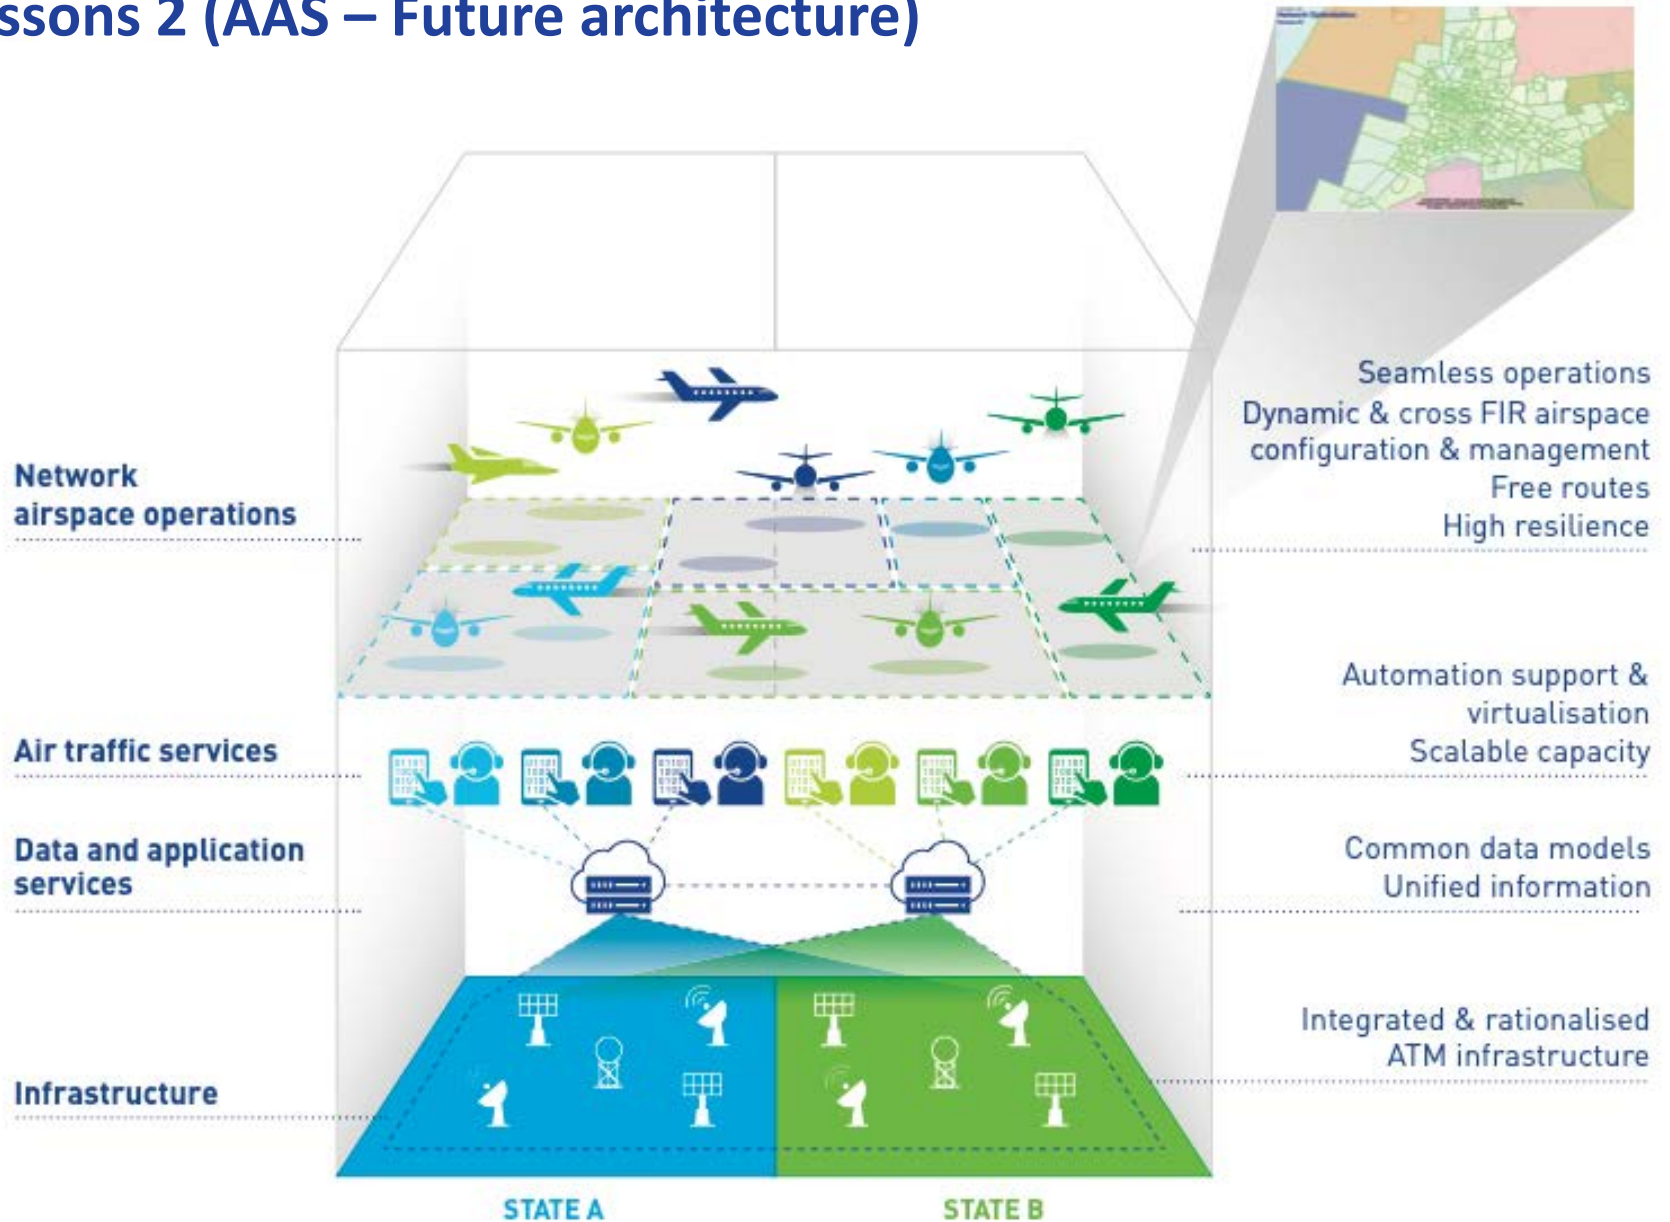 ssons 2 (AAS – Future architecture)
Network Optimisation
Seamless operations
Dynamic & cross FIR airspace
configuration & management
Free routes
High resilience
Network
airspace operations
Automation support &
virtualisation
Scalable capacity
Air traffic services
Data and application
services
Common data models
Unified information
Integrated & rationalised
ATM infrastructure
Infrastructure
STATE A
STATE B